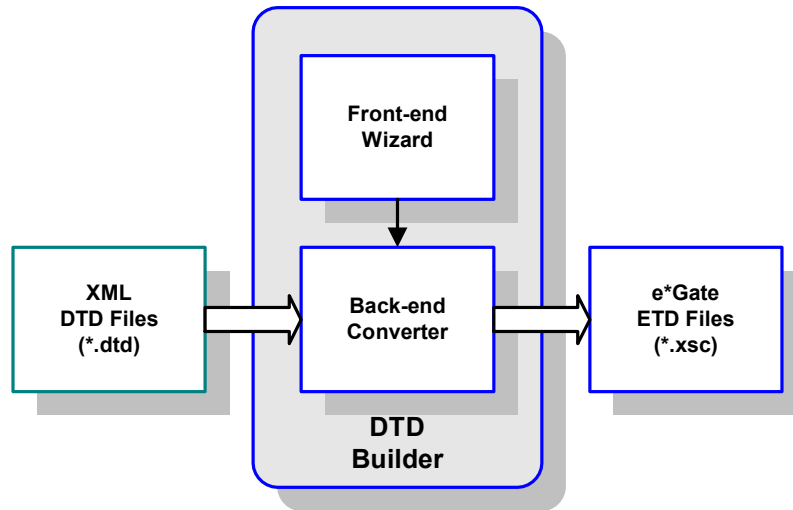 Front-end
Wizard
XML
DTD Files
(*.dtd)
Back-end
Converter
e*Gate
ETD Files
(*.xsc)
DTD
Builder